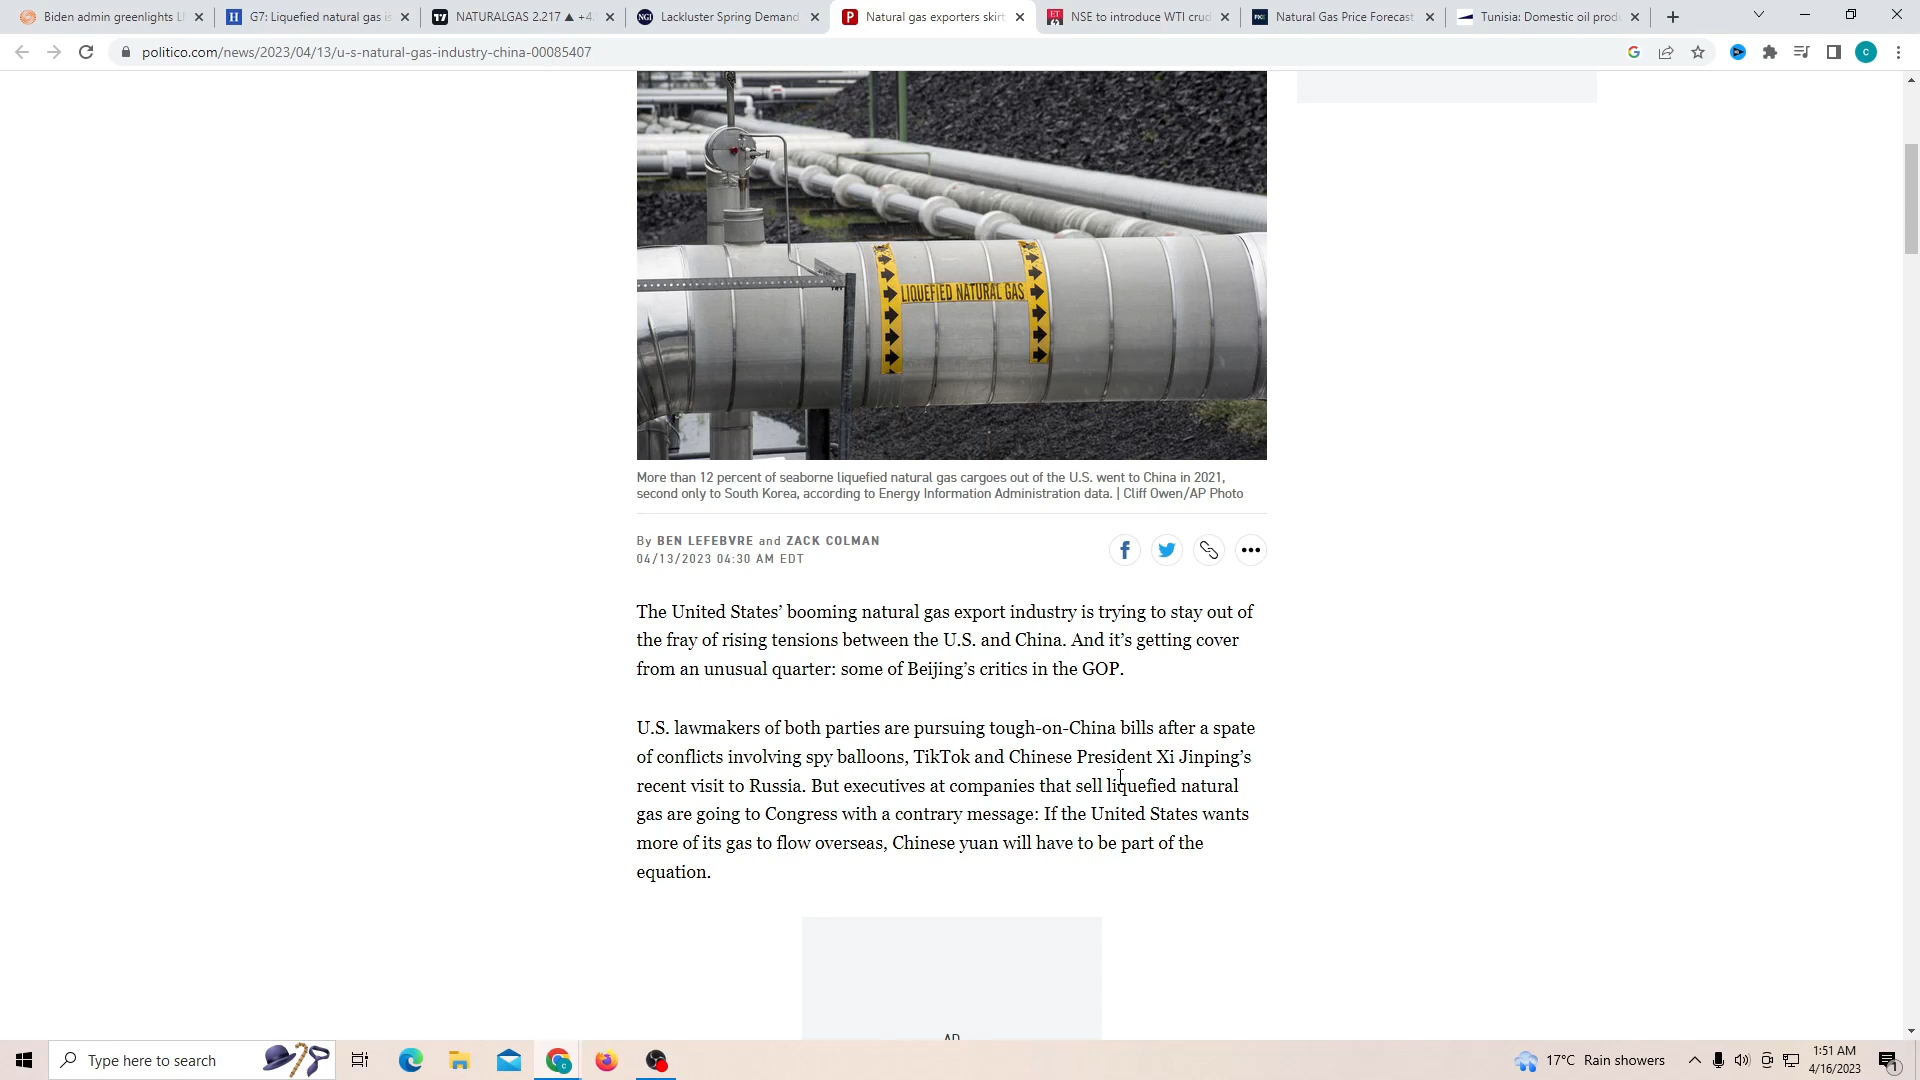 Biden admin greenlights L
G7: Liquefied natural gas is
NATURALGAS 2.217 ▲ +4.
Lackluster Spring Demand
Natural gas exporters skirt
NSE to introduce WTI crud
Natural Gas Price Forecast
Tunisia: Domestic oil produ
politico.com/news/2023/04/13/u-s-natural-gas-industry-china-00085407
LIQUEFIED NATURAL GAS
More than 12 percent of seaborne liquefied natural gas cargoes out of the U.S. went to China in 2021,
second only to South Korea, according to Energy Information Administration data. | Cliff Owen/AP Photo
By BEN LEFEBVRE and ZACK COLMAN
04/13/2023 04:30 AM EDT
The United States’ booming natural gas export industry is trying to stay out of
the fray of rising tensions between the U.S. and China. And it’s getting cover
from an unusual quarter: some of Beijing’s critics in the GOP.
U.S. lawmakers of both parties are pursuing tough-on-China bills after a spate
of conflicts involving spy balloons, TikTok and Chinese President Xi Jinping’s
recent visit to Russia. But executives at companies that sell liquefied natural
gas are going to Congress with a contrary message: If the United States wants
more of its gas to flow overseas, Chinese yuan will have to be part of the
equation.
AD
Type here to search
17°C Rain showers
1:51 AM
4/16/2023